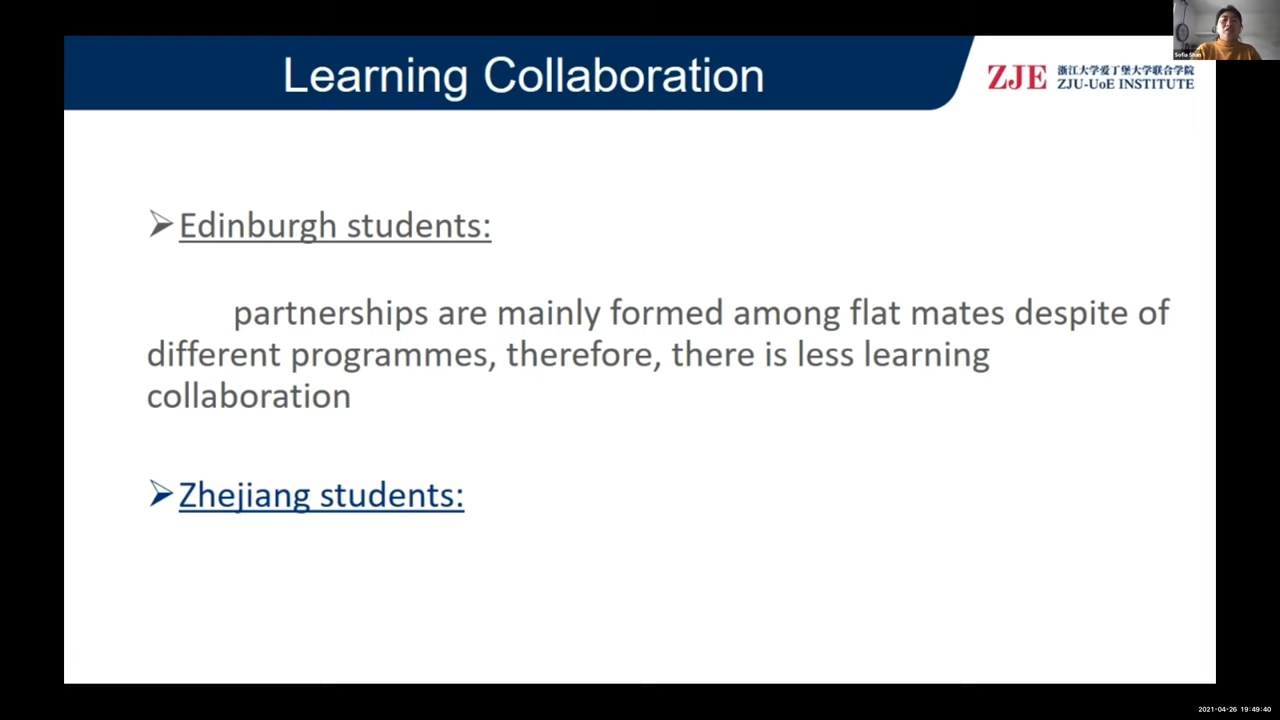 Learning Collaboration
ZJE 浙江大学爱丁堡大学联合学院
ZJU-UoE INSTITUTE
Sofia Shan
Edinburgh students:
partnerships are mainly formed among flat mates despite of
different programmes, therefore, there is less learning
collaboration
Zhejiang students:
2021-04-26 19:49:40